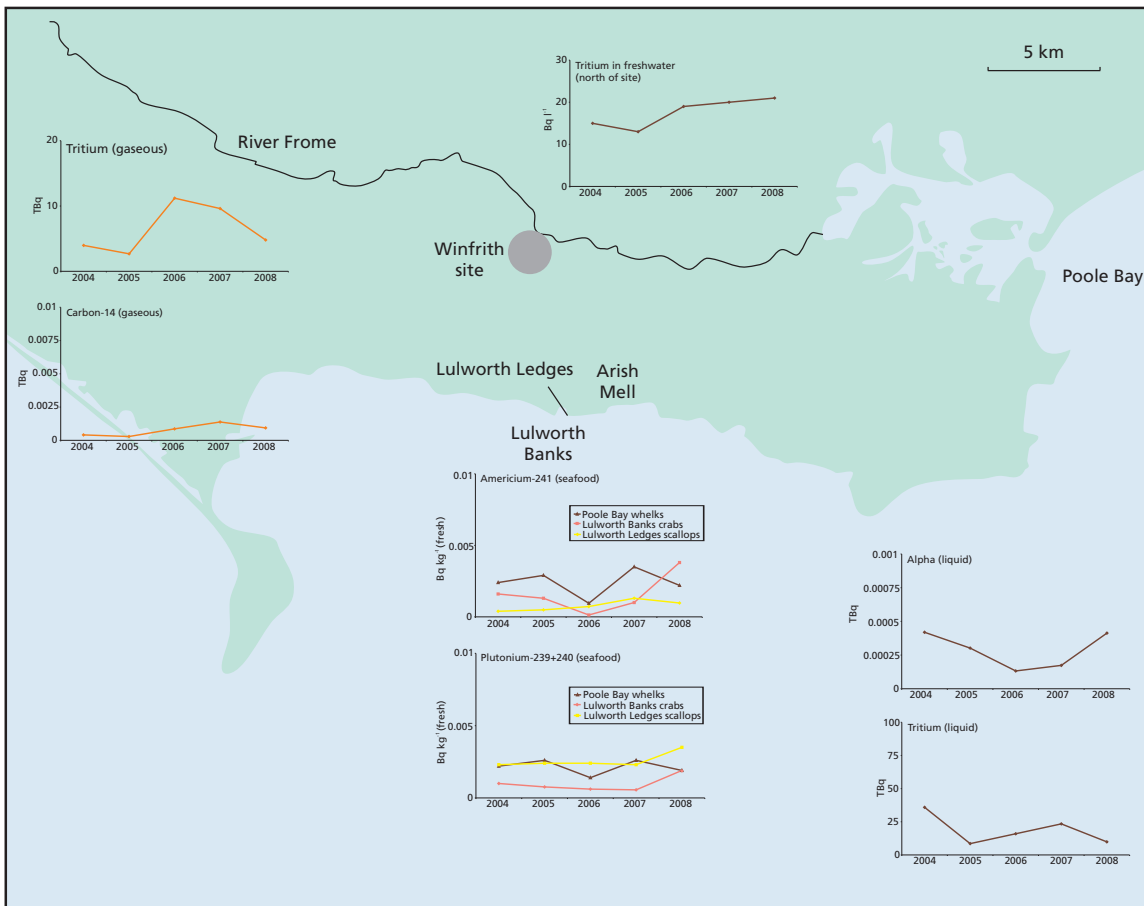 5 km
Tritium in freshwater
(north of site)
30
20
10
0
Bq l⁻¹
2004 2005 2006 2007 2008
River Frome
Tritium (gaseous)
20
10
0
TBq
2004 2005 2006 2007 2008
Winfrith
site
Poole Bay
Carbon-14 (gaseous)
0.01
0.0075
0.005
0.0025
0
TBq
2004 2005 2006 2007 2008
Lulworth Ledges
Arish
Mell
Lulworth
Banks
Americium-241 (seafood)
0.01
0.005
0
Bq kg⁻¹ (fresh)
Poole Bay whelks
Lulworth Banks crabs
Lulworth Ledges scallops
2004 2005 2006 2007 2008
Plutonium-239+240 (seafood)
0.01
0.005
0
Bq kg⁻¹ (fresh)
Poole Bay whelks
Lulworth Banks crabs
Lulworth Ledges scallops
2004 2005 2006 2007 2008
Alpha (liquid)
0.001
0.00075
0.0005
0.00025
0
TBq
2004 2005 2006 2007 2008
Tritium (liquid)
100
75
50
25
0
TBq
2004 2005 2006 2007 2008